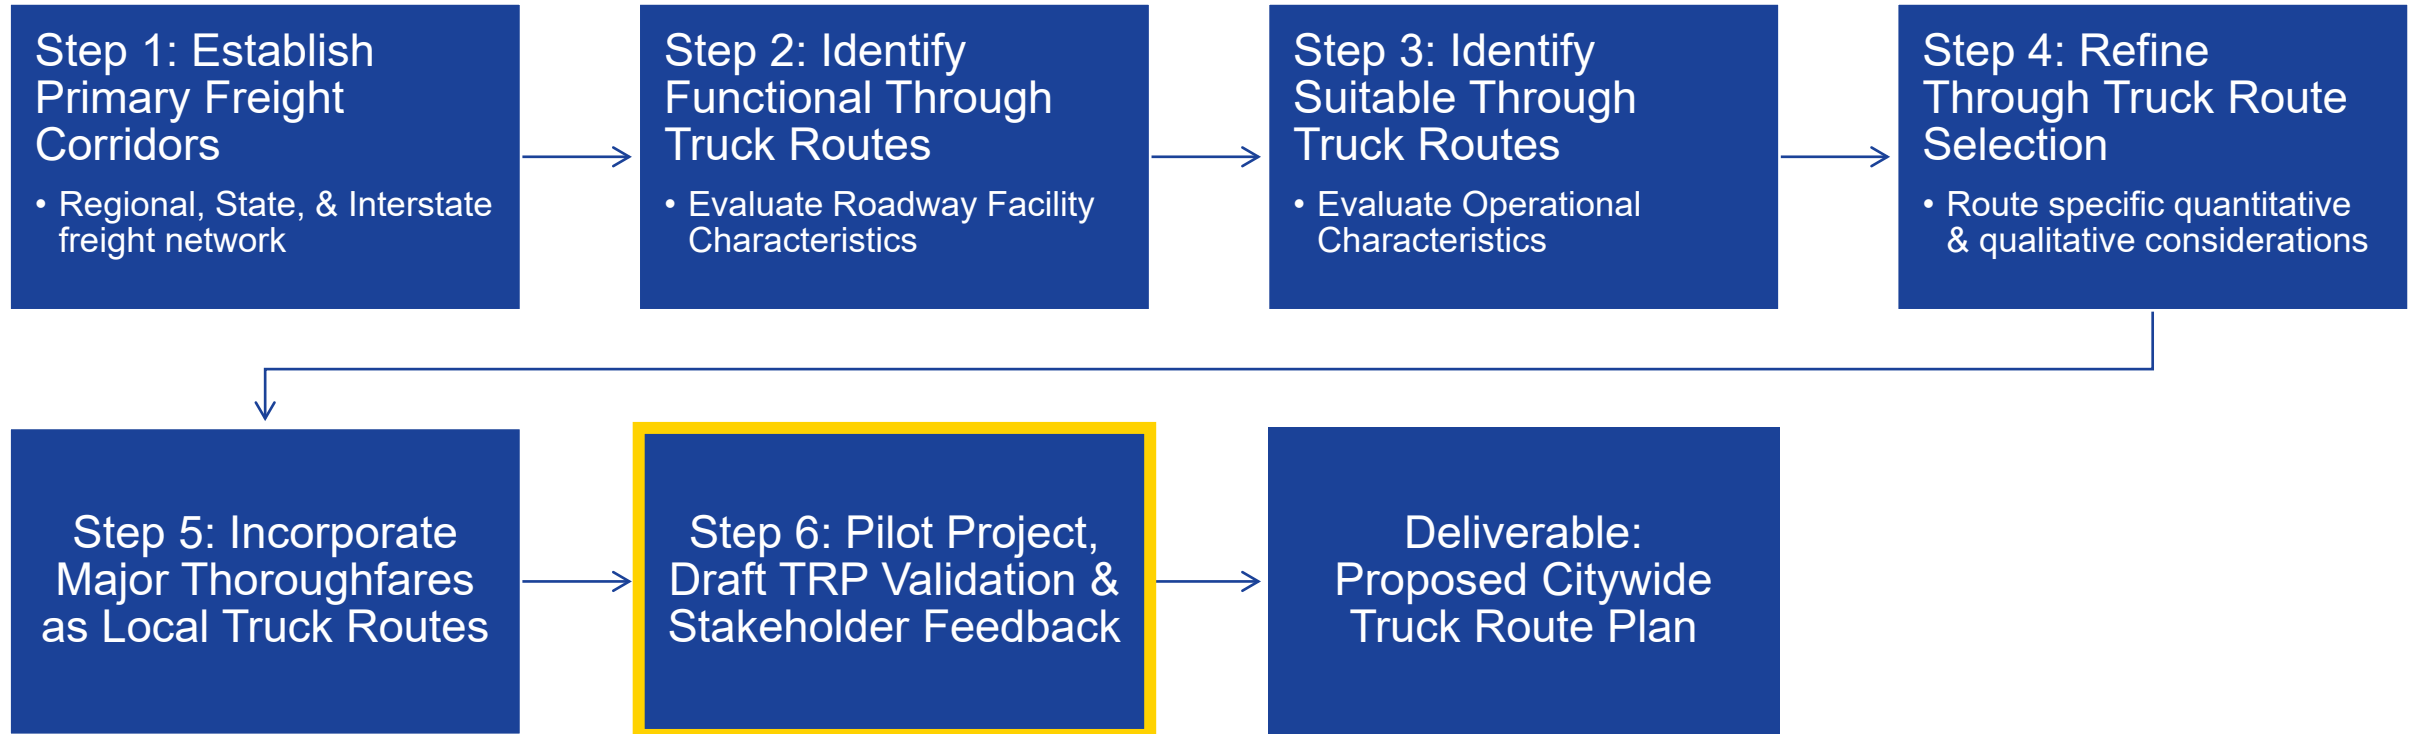 Step 1: Establish
Primary Freight
Corridors
• Regional, State, & Interstate
freight network
Step 2: Identify
Functional Through
Truck Routes
• Evaluate Roadway Facility
Characteristics
Step 3: Identify
Suitable Through
Truck Routes
• Evaluate Operational
Characteristics
Step 4: Refine
Through Truck Route
Selection
• Route specific quantitative
& qualitative considerations
Step 5: Incorporate
Major Thoroughfares
as Local Truck Routes
Step 6: Pilot Project,
Draft TRP Validation &
Stakeholder Feedback
Deliverable:
Proposed Citywide
Truck Route Plan